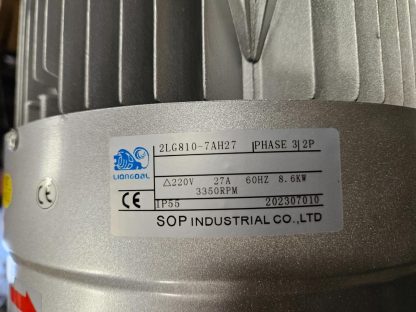 2LG810-7AH27 PHASE 3 2P
LIONGOAL
△220V 27A 60HZ 8.6KW
3350RPM
CE IP55 202307010
SOP INDUSTRIAL CO.,LTD
CE